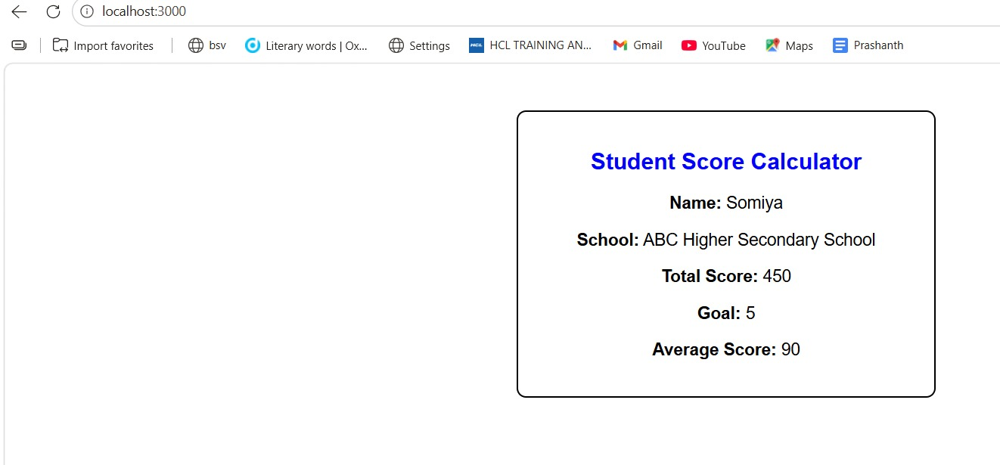 localhost:3000
Import favorites bsv Literary words | Ox... Settings HCL HCL TRAINING AN... Gmail YouTube Maps Prashanth
Student Score Calculator
Name: Somiya
School: ABC Higher Secondary School
Total Score: 450
Goal: 5
Average Score: 90